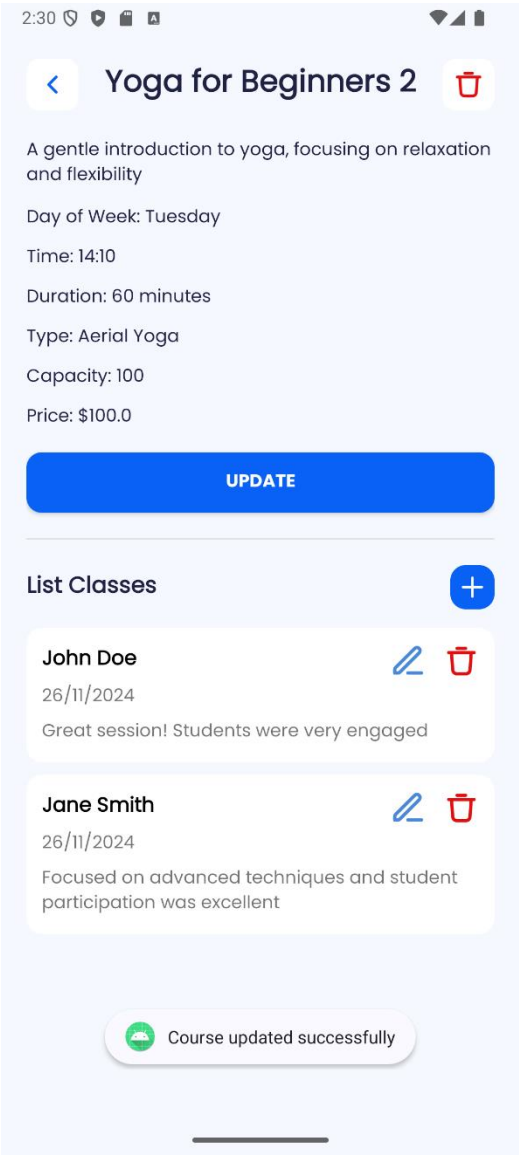 2:30
Yoga for Beginners 2
A gentle introduction to yoga, focusing on relaxation
and flexibility
Day of Week: Tuesday
Time: 14:10
Duration: 60 minutes
Type: Aerial Yoga
Capacity: 100
Price: $100.0
UPDATE
List Classes
John Doe
26/11/2024
Great session! Students were very engaged
Jane Smith
26/11/2024
Focused on advanced techniques and student
participation was excellent
Course updated successfully